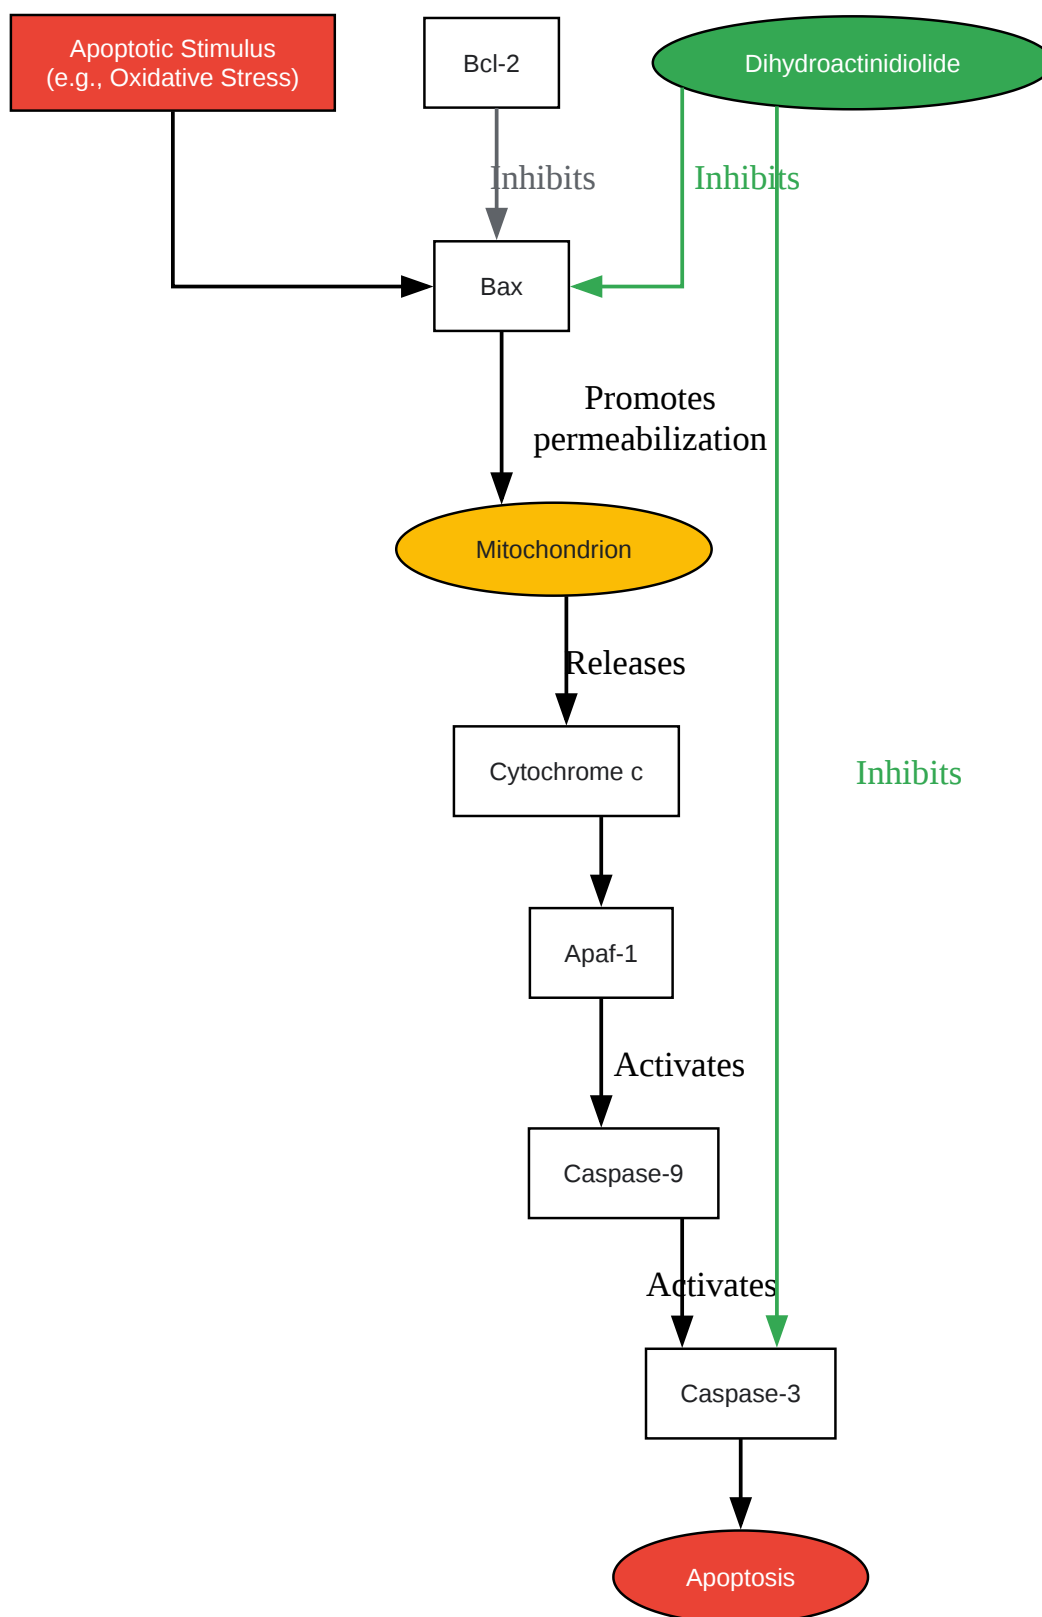 Apoptotic Stimulus
(e.g., Oxidative Stress)
Bcl-2
Dihydroactinidiolide
Inhibits
Inhibits
Bax
Promotes
permeabilization
Mitochondrion
Releases
Cytochrome c
Inhibits
Apaf-1
Activates
Caspase-9
Activates
Caspase-3
Apoptosis